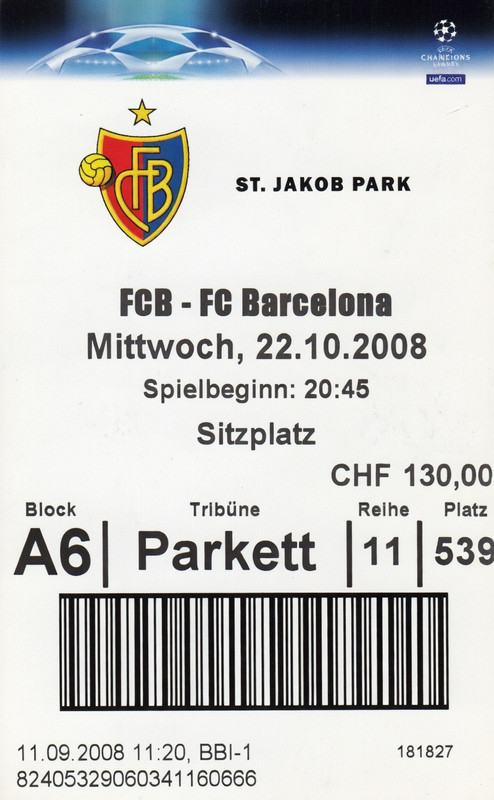 UEFA
CHAMPIONS
LEAGUE
uefa.com
FCB
ST. JAKOB PARK
FCB - FC Barcelona
Mittwoch, 22.10.2008
Spielbeginn: 20:45
Sitzplatz
CHF 130,00
Block Tribüne Reihe Platz
A6 Parkett 11 539
11.09.2008 11:20, BBI-1 181827
82405329060341160666